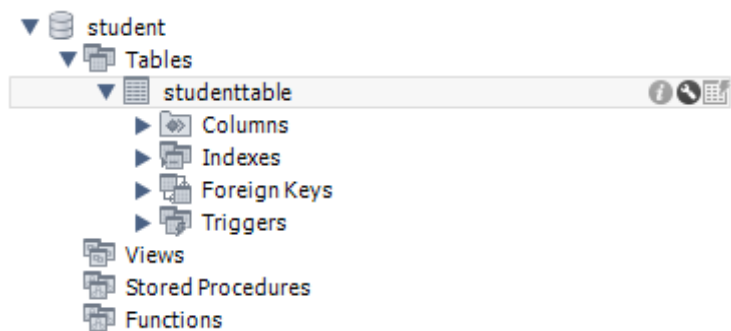 student
Tables
studenttable
Columns
Indexes
Foreign Keys
Triggers
Views
Stored Procedures
Functions